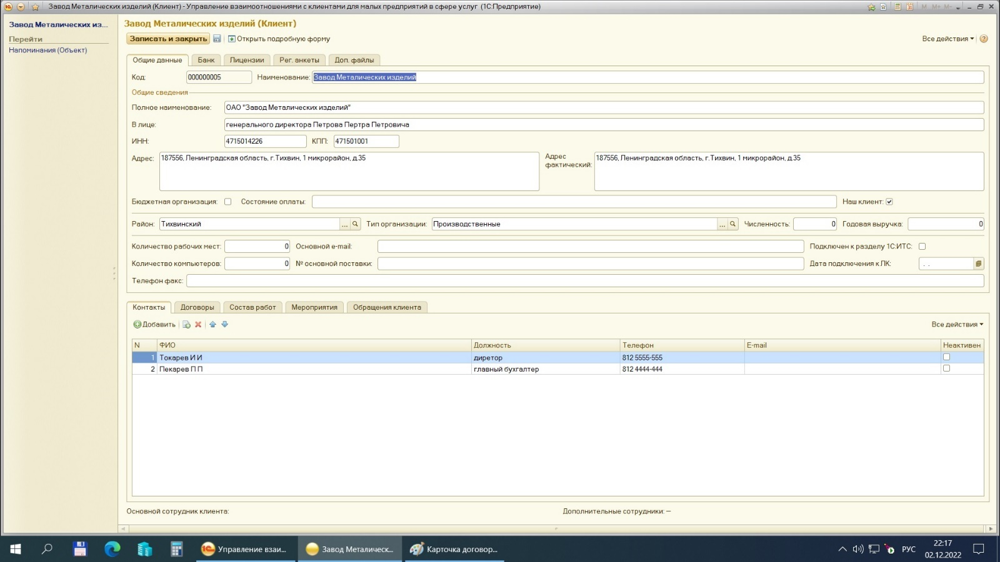 Завод Металических изделий (Клиент) - Управление взаимоотношениями с клиентами для малых предприятий в сфере услуг (1С:Предприятие)
M M+ M-
Завод Металических из...
Перейти
Напоминания (Объект)
Завод Металических изделий (Клиент)
Записать и закрыть Открыть подробную форму Все действия
Общие данные Банк Лицензии Рег. анкеты Доп. файлы
Код: 000000005 Наименование: Завод Металических изделий
Общие сведения
Полное наименование: ОАО "Завод Металических изделий"
В лице: генерального директора Петрова Пертра Петровича
ИНН: 4715014226 КПП: 471501001
Адрес: 187556, Ленинградская область, г.Тихвин, 1 микрорайон, д.35 Адрес фактический: 187556, Ленинградская область, г.Тихвин, 1 микрорайон, д.35
Бюджетная организация: Состояние оплаты: Наш клиент:
Район: Тихвинский ... Тип организации: Производственные ... Численность: 0 Годовая выручка: 0
Количество рабочих мест: 0 Основной e-mail: Подключен к разделу 1С:ИТС:
Количество компьютеров: 0 № основной поставки: Дата подключения к ЛК: . .
Телефон факс:
Контакты Договоры Состав работ Мероприятия Обращения клиента
Добавить Все действия
N ФИО Должность Телефон E-mail Неактивен
1 Токарев И И диретор 812 5555-555
2 Пекарев П П главный бухгалтер 812 4444-444
Основной сотрудник клиента: Дополнительные сотрудники: –
Управление взаи... Завод Металическ... Карточка договор... РУС 22:17
02.12.2022